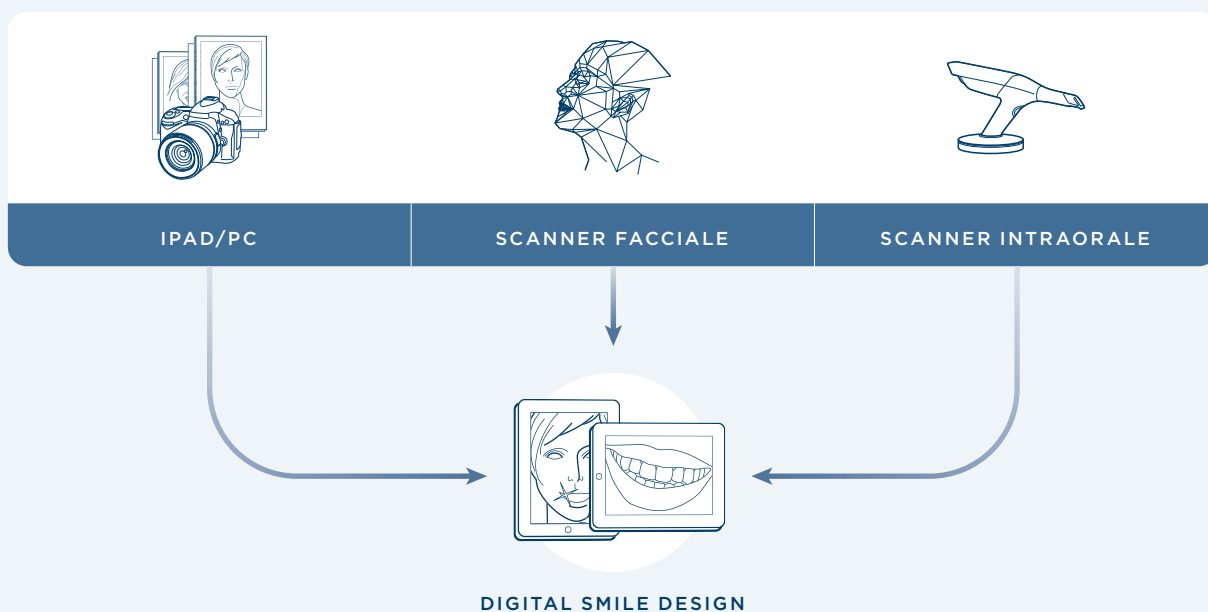 IPAD/PC
SCANNER FACCIALE
SCANNER INTRAORALE
DIGITAL SMILE DESIGN